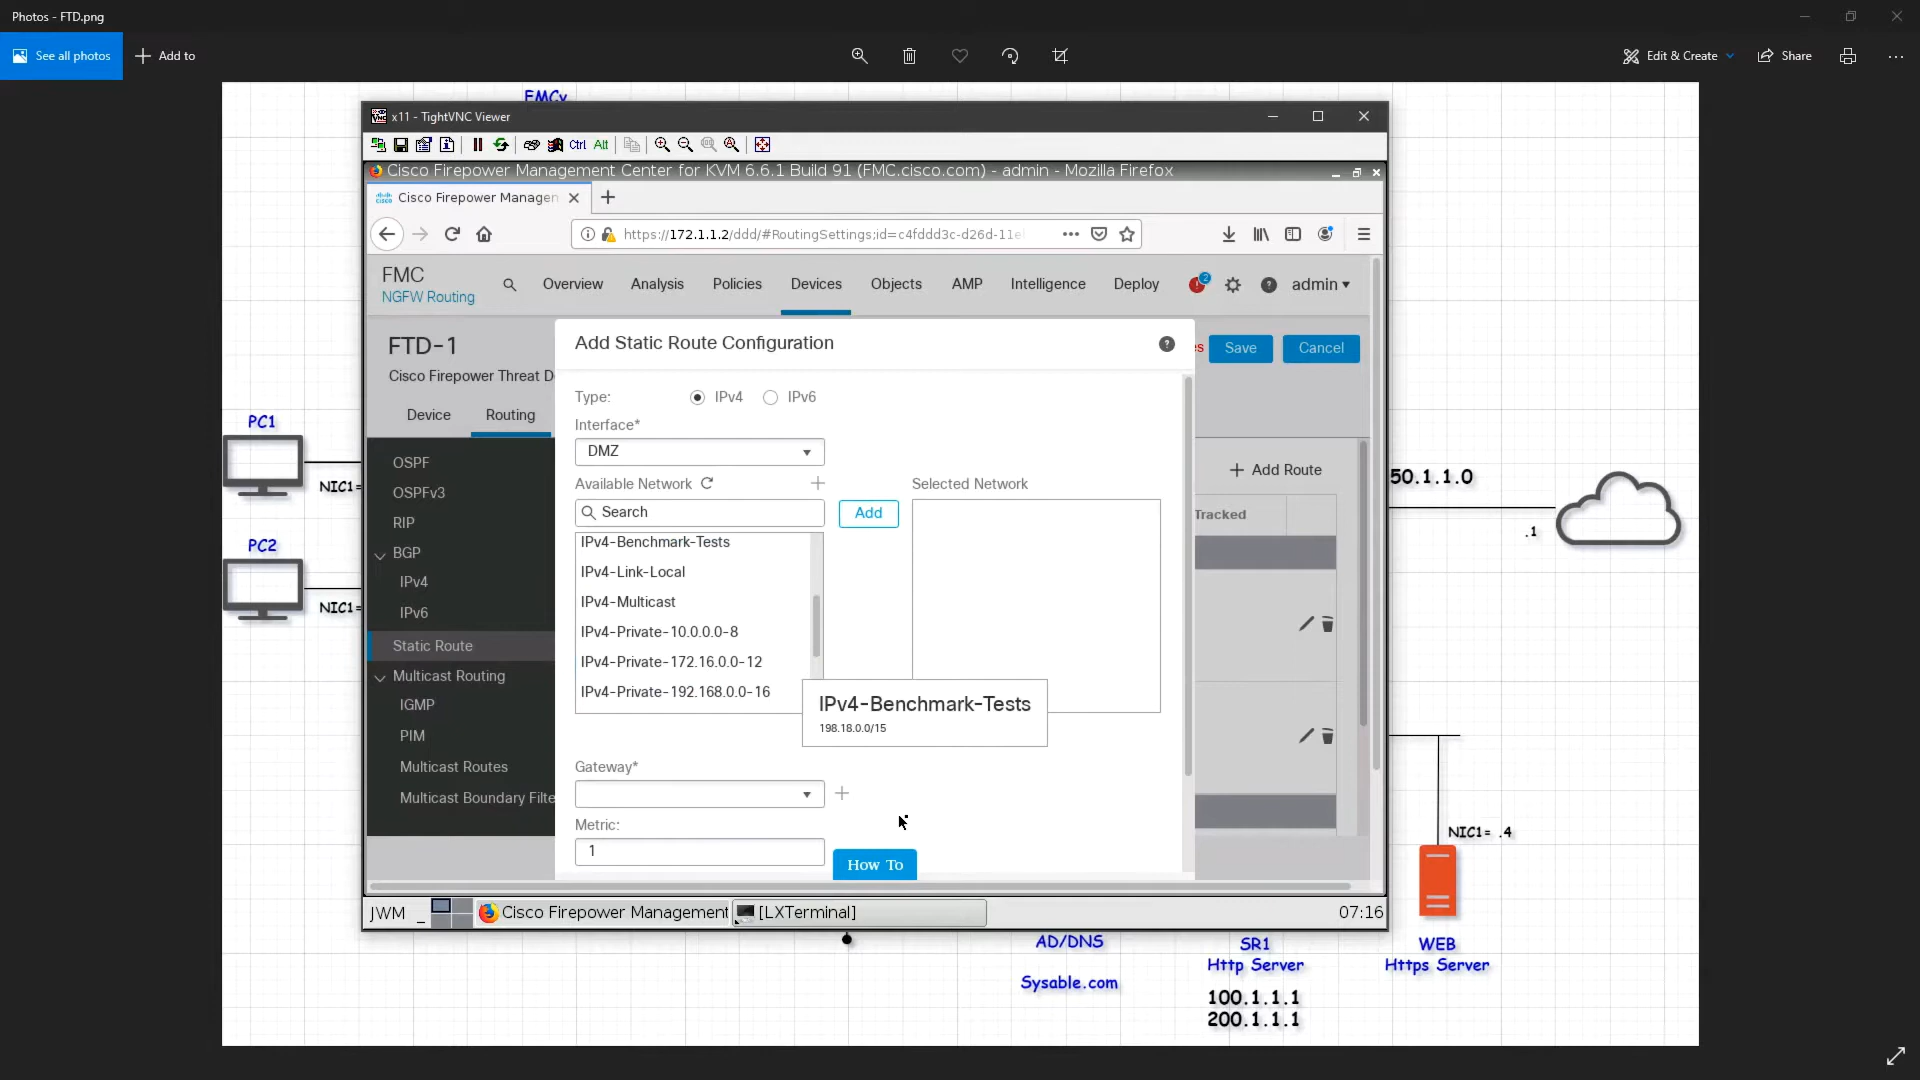 Photos - FTD.png
See all photos
Add to
Edit & Create
Share
FMCv
x11 - TightVNC Viewer
Ctrl Alt
Cisco Firepower Management Center for KVM 6.6.1 Build 91 (FMC.cisco.com) - admin - Mozilla Firefox
Cisco Firepower Managen
https://172.1.1.2/ddd/#RoutingSettings;id=c4fddd3c-d26d-11e
FMC
NGFW Routing
Overview
Analysis
Policies
Devices
Objects
AMP
Intelligence
Deploy
2
admin
FTD-1
Cisco Firepower Threat D
Save
Cancel
Device
Routing
OSPF
OSPFv3
RIP
BGP
IPv4
IPv6
Static Route
Multicast Routing
IGMP
PIM
Multicast Routes
Multicast Boundary Filte
Add Static Route Configuration
Type:
IPv4
IPv6
Interface*
DMZ
Available Network
Search
Add
Selected Network
IPv4-Benchmark-Tests
IPv4-Link-Local
IPv4-Multicast
IPv4-Private-10.0.0.0-8
IPv4-Private-172.16.0.0-12
IPv4-Private-192.168.0.0-16
IPv4-Benchmark-Tests
198.18.0.0/15
Gateway*
Metric:
1
How To
Add Route
Tracked
JWM
Cisco Firepower Management
[LXTerminal]
07:16
PC1
NIC1=
PC2
NIC1=
50.1.1.0
.1
NIC1= .4
AD/DNS
Sysable.com
SR1
Http Server
100.1.1.1
200.1.1.1
WEB
Https Server